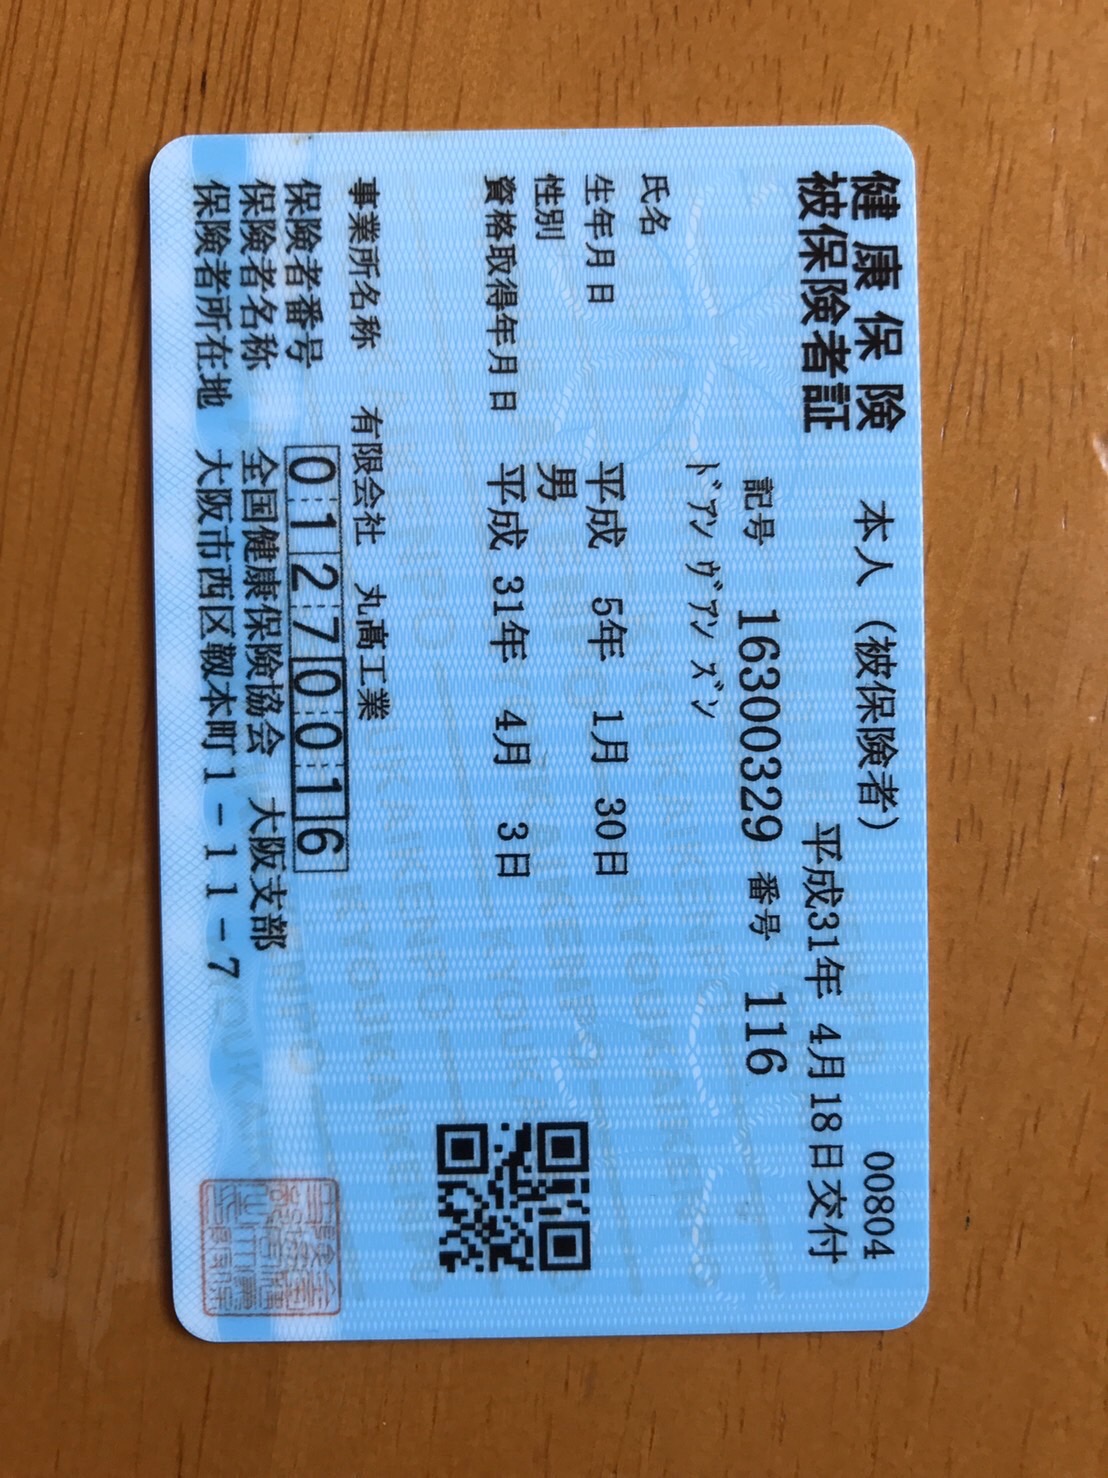 健康保険
被保険者証
本人（被保険者）
00804
平成31年 4月18日交付
記号 16300329 番号 116
ﾄﾞｱﾝ ｳﾞｱﾝ ｽﾞﾝ
氏名
生年月日 平成 5年 1月 30日
性別 男
資格取得年月日 平成 31年 4月 3日
事業所名称 有限会社 丸髙工業
保険者番号 01270016
保険者名称 全国健康保険協会 大阪支部
保険者所在地 大阪市西区靱本町1－11－7